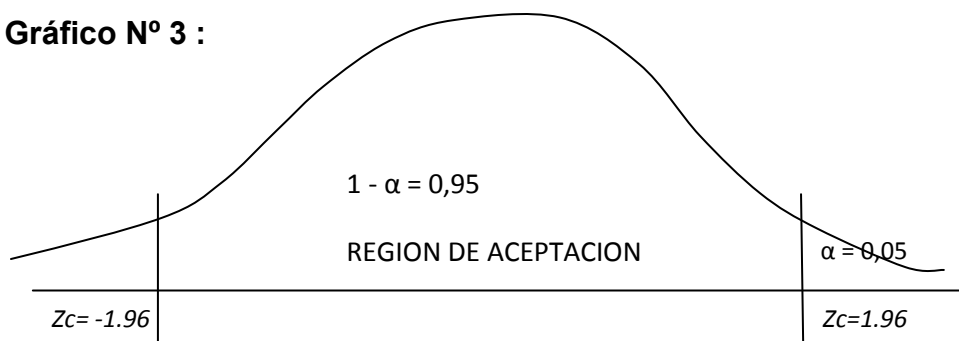 Gráfico Nº 3 :
1 - α = 0,95
REGION DE ACEPTACION
α = 0,05
Zc= -1.96
Zc=1.96